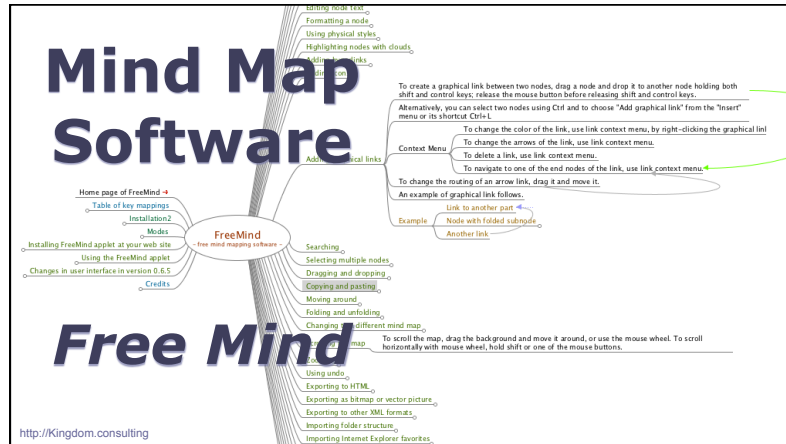 Mind Map
Software
Free Mind
http://Kingdom.consulting
Home page of FreeMind
Table of key mappings
Installation2
Modes
Installing FreeMind applet at your web site
Using the FreeMind applet
Changes in user interface in version 0.6.5
Credits
FreeMind
- free mind mapping software -
Editing node text
Formatting a node
Using physical styles
Highlighting nodes with clouds
To create a graphical link between two nodes, drag a node and drop it to another node holding both
shift and control keys; release the mouse button before releasing shift and control keys.
Alternatively, you can select two nodes using Ctrl and to choose "Add graphical link" from the "Insert"
menu or its shortcut Ctrl+L
Context Menu
To change the color of the link, use link context menu, by right-clicking the graphical linl
To change the arrows of the link, use link context menu.
To delete a link, use link context menu.
To navigate to one of the end nodes of the link, use link context menu.
To change the routing of an arrow link, drag it and move it.
An example of graphical link follows.
Example
Link to another part
Node with folded subnode
Another link
links
Searching
Selecting multiple nodes
Dragging and dropping
Copying and pasting
Moving around
Folding and unfolding
Changing to different mind map
map
To scroll the map, drag the background and move it around, or use the mouse wheel. To scroll
horizontally with mouse wheel, hold shift or one of the mouse buttons.
Using undo
Exporting to HTML
Exporting as bitmap or vector picture
Exporting to other XML formats
Importing folder structure
Importing Internet Explorer favorites